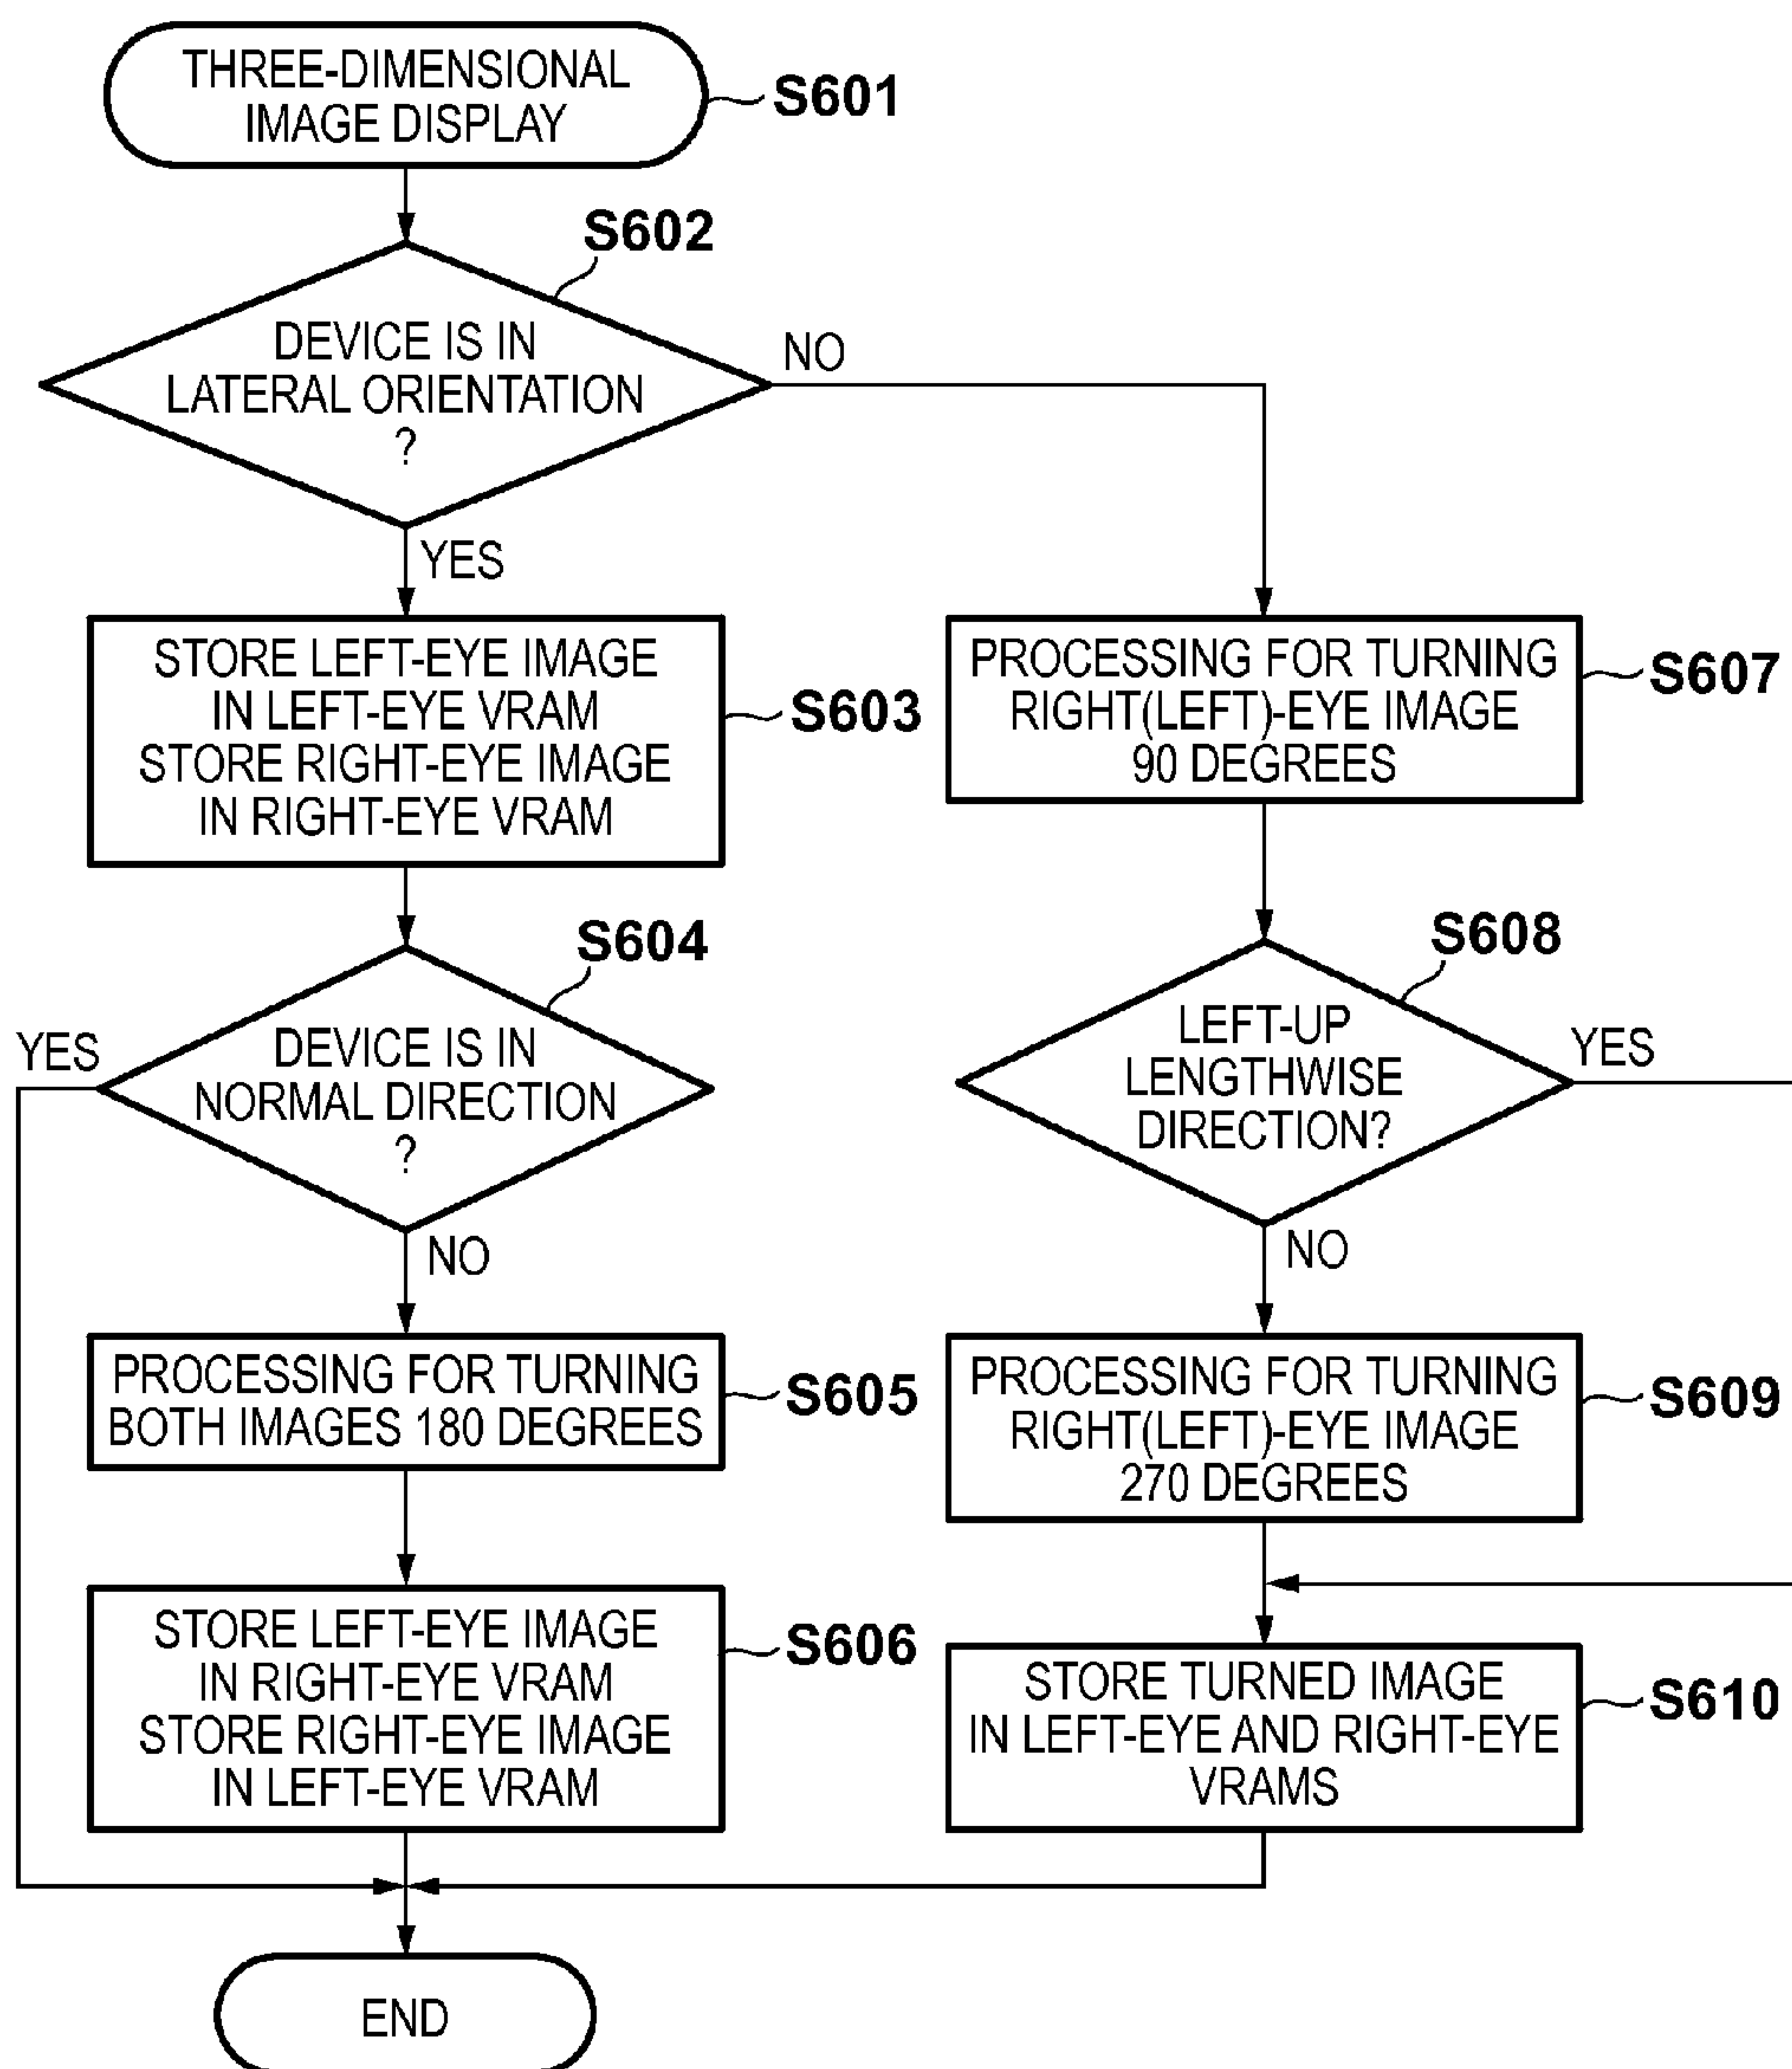 THREE-DIMENSIONAL
IMAGE DISPLAY
S601
S602
DEVICE IS IN
LATERAL ORIENTATION
?
NO
YES
STORE LEFT-EYE IMAGE
IN LEFT-EYE VRAM
STORE RIGHT-EYE IMAGE
IN RIGHT-EYE VRAM
S603
S604
YES
DEVICE IS IN
NORMAL DIRECTION
?
NO
PROCESSING FOR TURNING
BOTH IMAGES 180 DEGREES
S605
STORE LEFT-EYE IMAGE
IN RIGHT-EYE VRAM
STORE RIGHT-EYE IMAGE
IN LEFT-EYE VRAM
S606
PROCESSING FOR TURNING
RIGHT(LEFT)-EYE IMAGE
90 DEGREES
S607
S608
LEFT-UP
LENGTHWISE
DIRECTION?
YES
NO
PROCESSING FOR TURNING
RIGHT(LEFT)-EYE IMAGE
270 DEGREES
S609
STORE TURNED IMAGE
IN LEFT-EYE AND RIGHT-EYE
VRAMS
S610
END